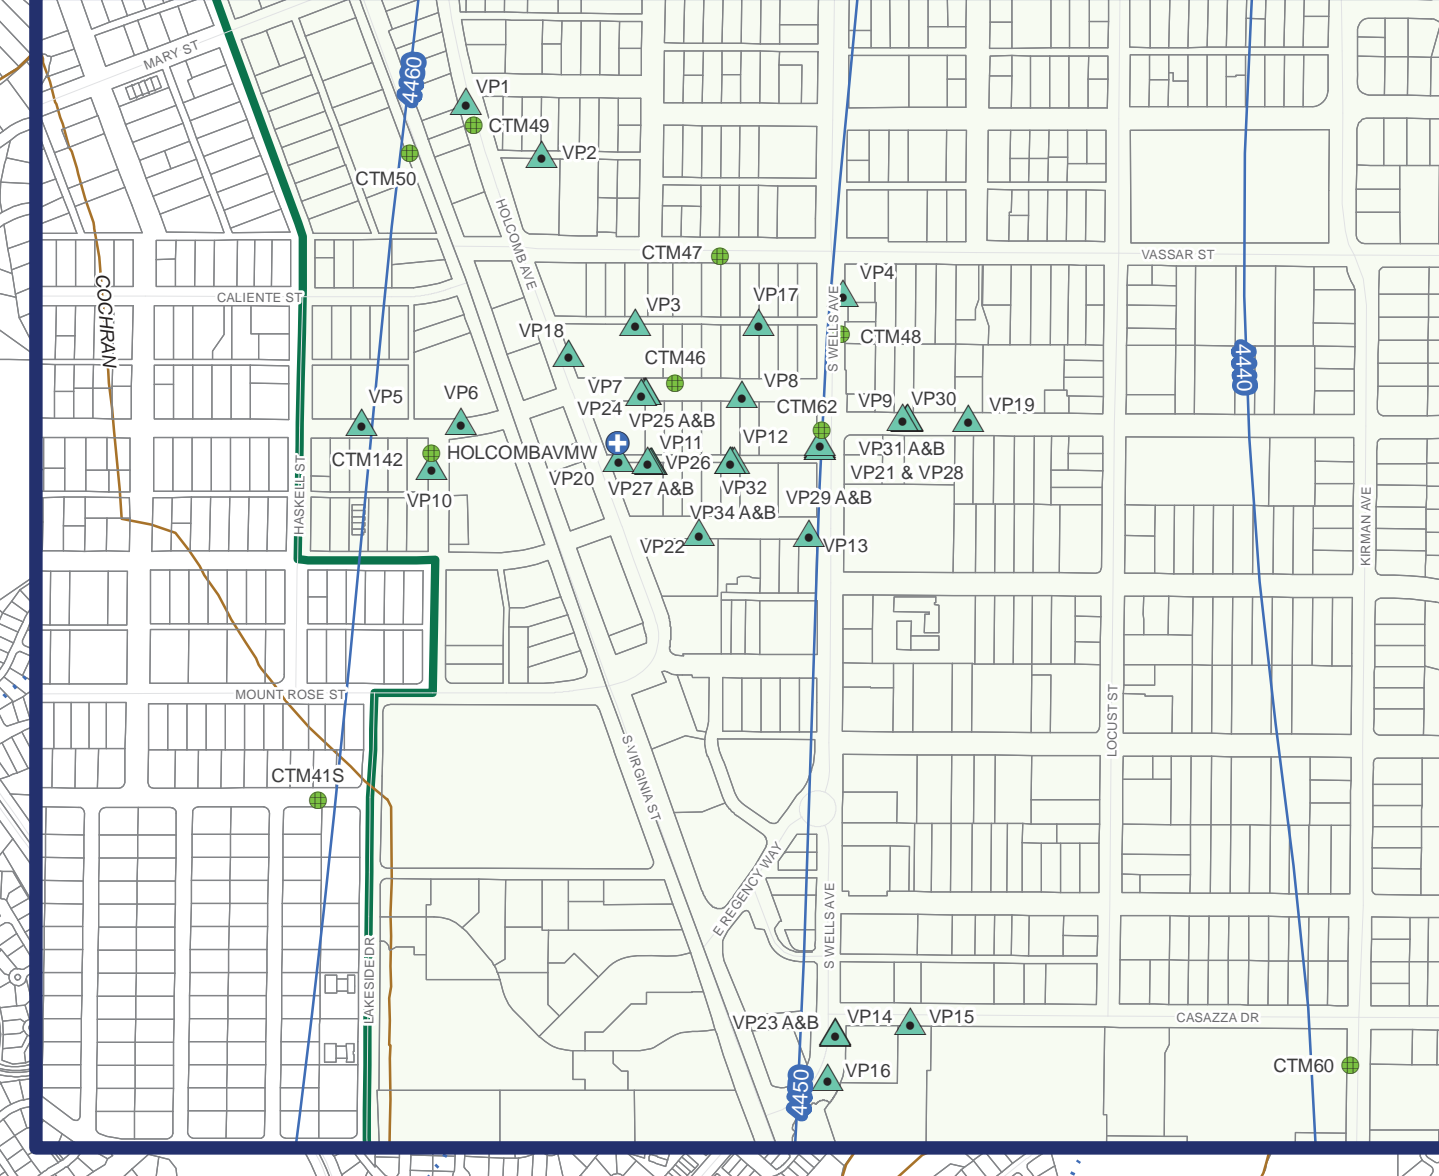 MARY ST
4460
VP1
CTM49
VP2
CTM50
HOLCOMB AVE
CTM47
VASSAR ST
VP4
COCHRAN
CALIENTE ST
VP3
VP17
S WELLS AVE
VP18
CTM48
CTM46
4440
VP7
VP8
VP5
VP6
VP24
CTM62
VP9
VP30
VP19
VP25 A&B
VP11
VP12
CTM142
HOLCOMBAVMW
VP31 A&B
VP26
VP21 & VP28
VP20
VP27 A&B
VP32
VP10
VP29 A&B
HASKELL ST
VP34 A&B
VP22
VP13
KIRMAN AVE
MOUNT ROSE ST
LOCUST ST
S VIRGINIA ST
CTM41S
E REGENCY WAY
S WELLS AVE
LAKESIDE DR
VP23 A&B
VP14
VP15
CASAZZA DR
VP16
CTM60
4450